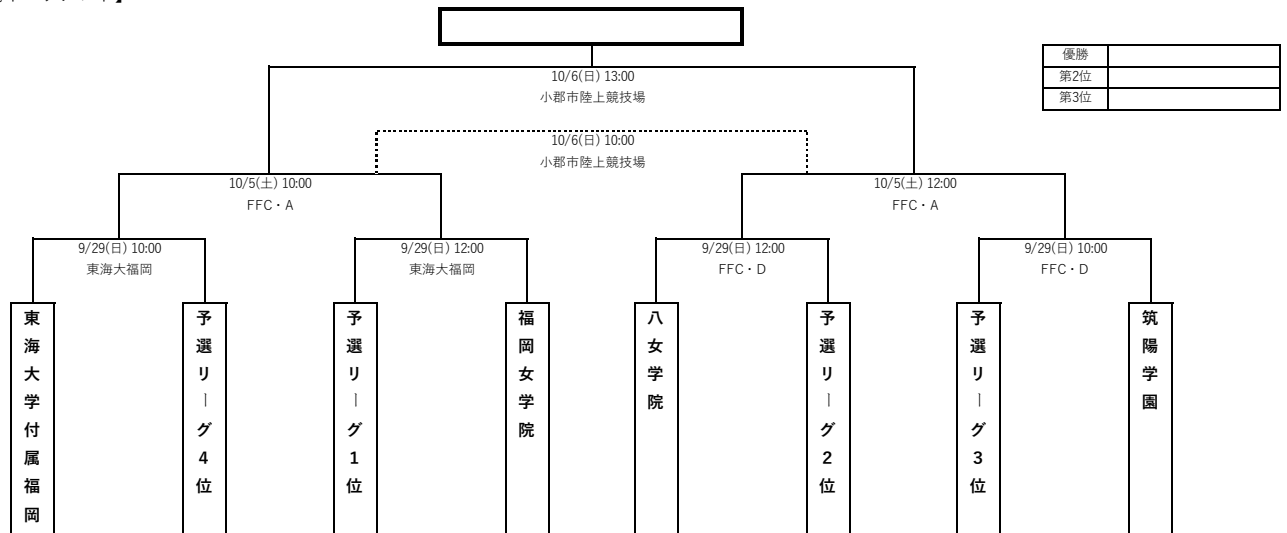 優勝
第2位
第3位
10/6(日) 13:00
小郡市陸上競技場
10/6(日) 10:00
小郡市陸上競技場
10/5(土) 10:00
FFC・A
10/5(土) 12:00
FFC・A
9/29(日) 10:00
東海大福岡
9/29(日) 12:00
東海大福岡
9/29(日) 12:00
FFC・D
9/29(日) 10:00
FFC・D
東海大学付属福岡
予選リーグ4位
予選リーグ1位
福岡女学院
八女学院
予選リーグ2位
予選リーグ3位
筑陽学園